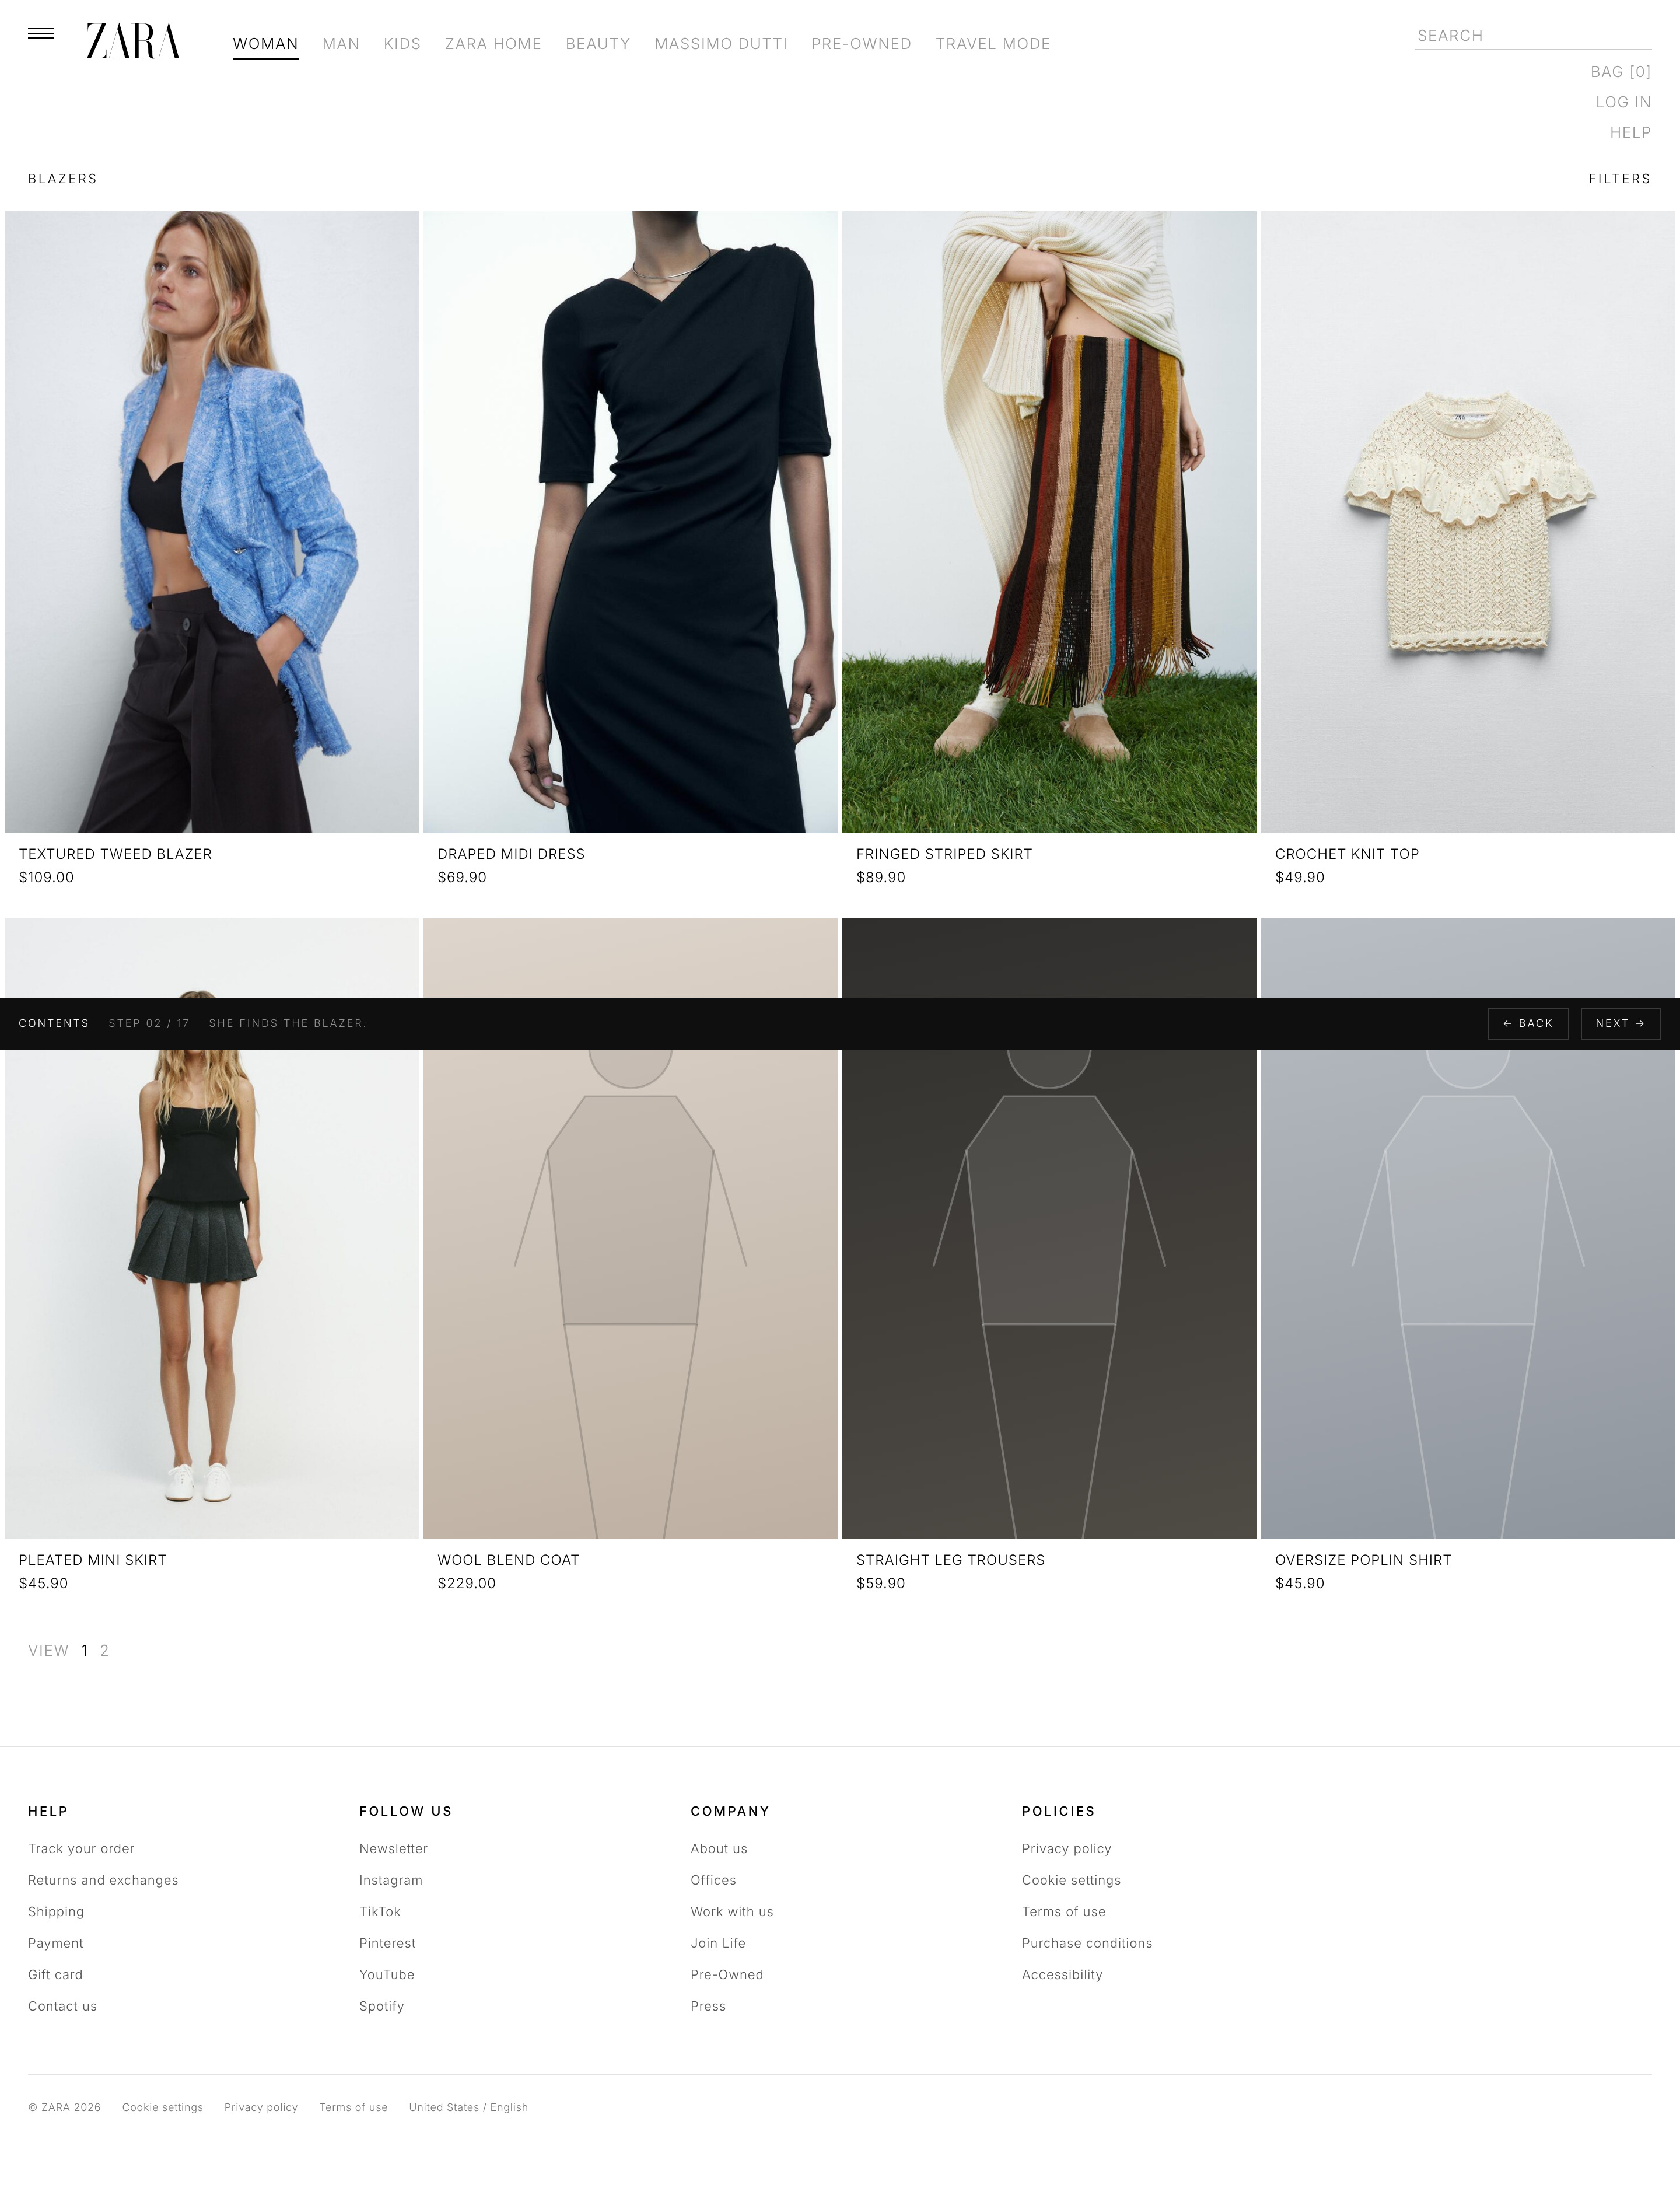 ZARA
WOMAN MAN KIDS ZARA HOME BEAUTY MASSIMO DUTTI PRE-OWNED TRAVEL MODE
SEARCH
BAG [0]
LOG IN
HELP
BLAZERS
FILTERS
TEXTURED TWEED BLAZER
$109.00
DRAPED MIDI DRESS
$69.90
FRINGED STRIPED SKIRT
$89.90
CROCHET KNIT TOP
$49.90
CONTENTS STEP 02 / 17 SHE FINDS THE BLAZER.
← BACK
NEXT →
PLEATED MINI SKIRT
$45.90
WOOL BLEND COAT
$229.00
STRAIGHT LEG TROUSERS
$59.90
OVERSIZE POPLIN SHIRT
$45.90
VIEW 1 2
HELP
Track your order
Returns and exchanges
Shipping
Payment
Gift card
Contact us
FOLLOW US
Newsletter
Instagram
TikTok
Pinterest
YouTube
Spotify
COMPANY
About us
Offices
Work with us
Join Life
Pre-Owned
Press
POLICIES
Privacy policy
Cookie settings
Terms of use
Purchase conditions
Accessibility
© ZARA 2026 Cookie settings Privacy policy Terms of use United States / English